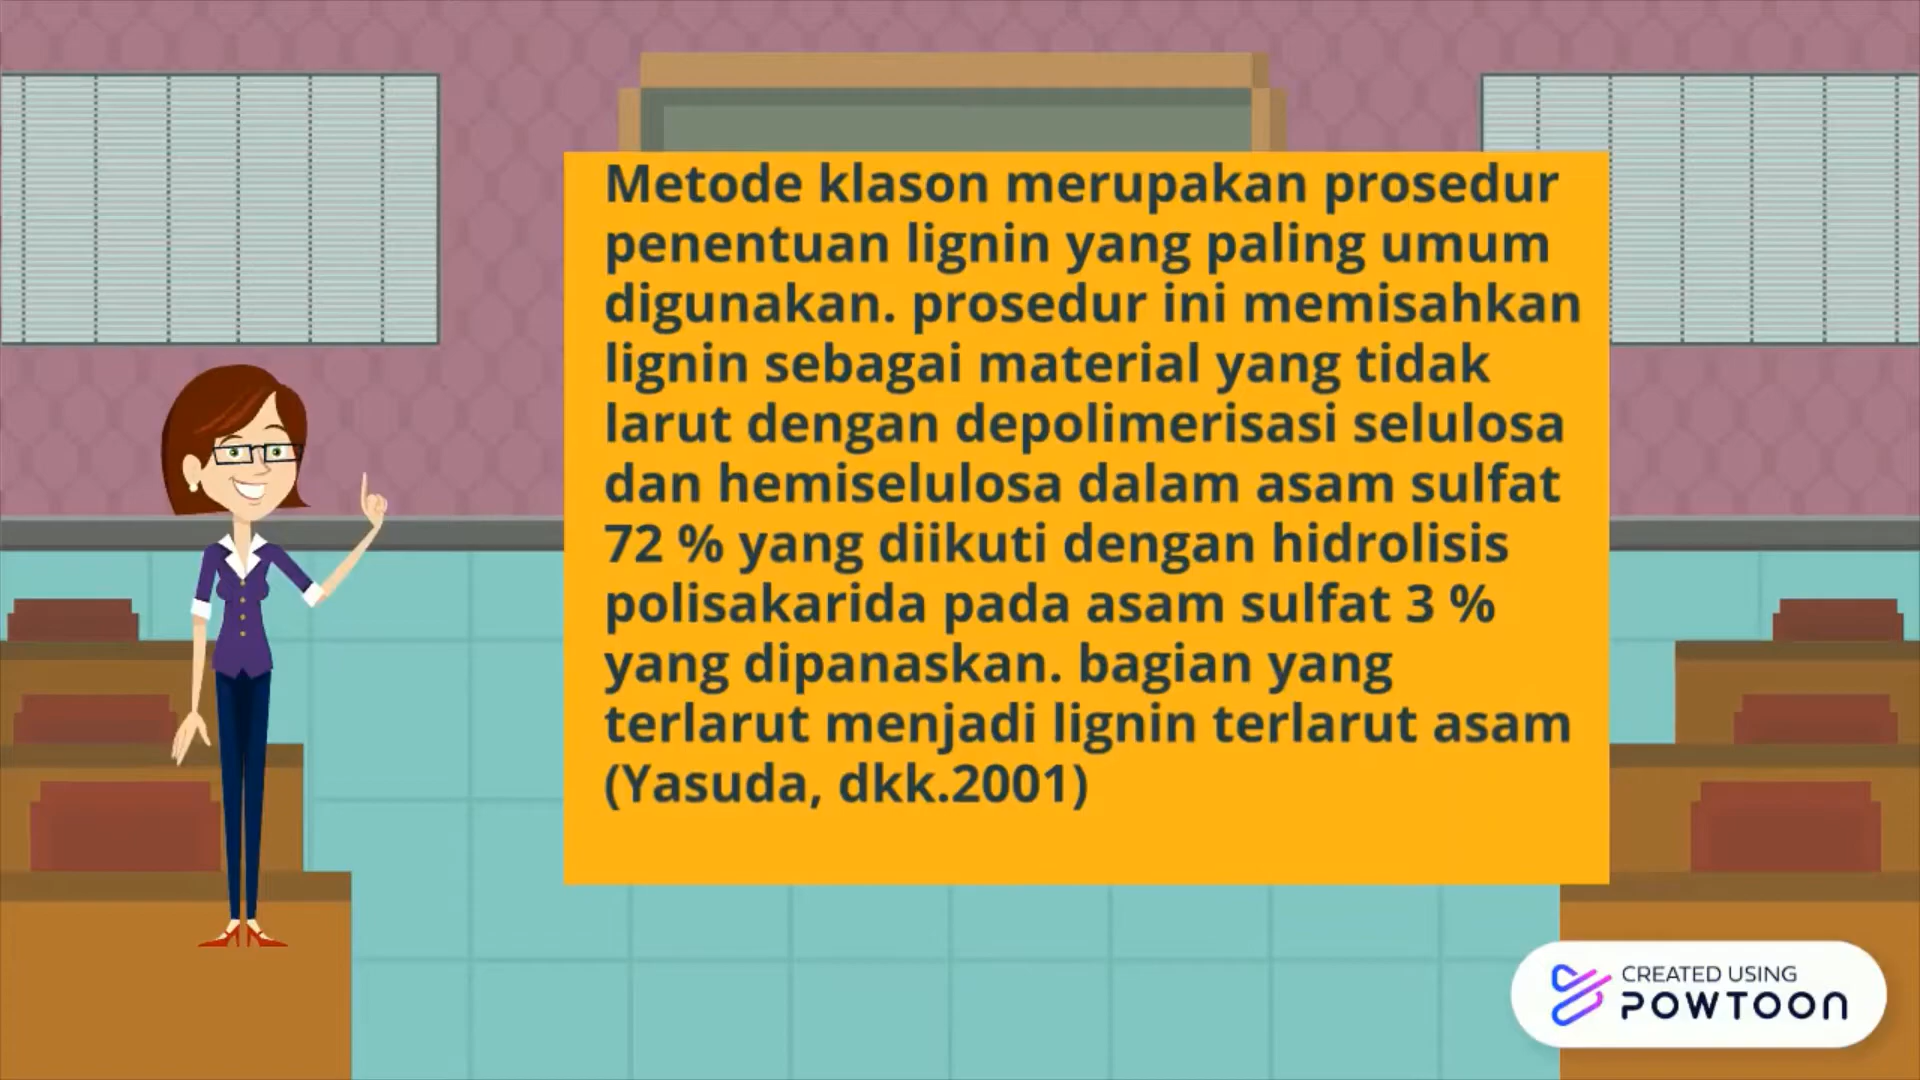 Metode klason merupakan prosedur
penentuan lignin yang paling umum
digunakan. prosedur ini memisahkan
lignin sebagai material yang tidak
larut dengan depolimerisasi selulosa
dan hemiselulosa dalam asam sulfat
72 % yang diikuti dengan hidrolisis
polisakarida pada asam sulfat 3 %
yang dipanaskan. bagian yang
terlarut menjadi lignin terlarut asam
(Yasuda, dkk.2001)
CREATED USING
POWTOON